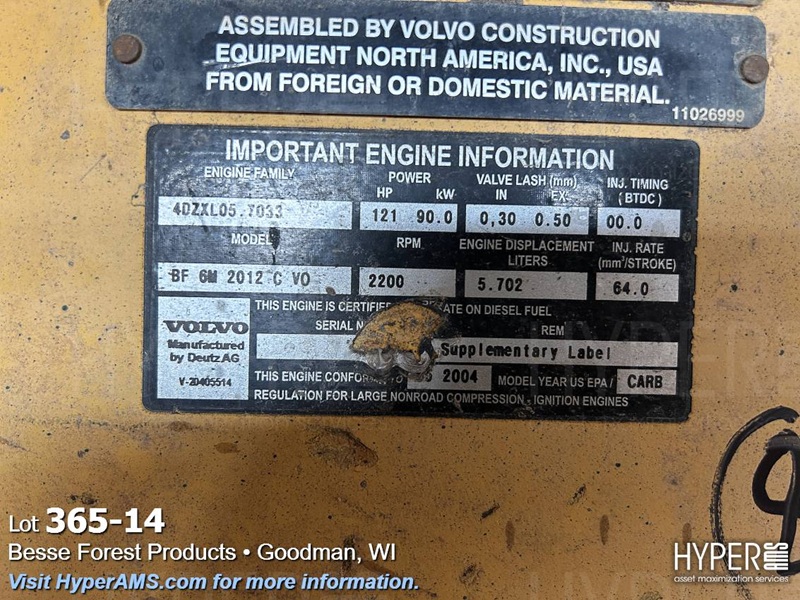 ASSEMBLED BY VOLVO CONSTRUCTION
EQUIPMENT NORTH AMERICA, INC., USA
FROM FOREIGN OR DOMESTIC MATERIAL.
11026999
IMPORTANT ENGINE INFORMATION
ENIGINE FAMILY
POWER
HP kW
VALVE LASH (mm)
IN EX
INJ. TIMING
(BTDC)
4DZXL05.7033
121 90.0
0,30 0.50
00.0
MODEL
RPM
ENGINE DISPLACEMENT
LITERS
INJ. RATE
(mm³/STROKE)
BF 6M 2012 C VO
2200
5.702
64.0
THIS ENGINE IS CERTIFIED ATE ON DIESEL FUEL
SERIAL
REM
VOLVO
Manufactured
by Deutz AG
V-20405514
Supplementary Label
THIS ENGINE CONFORM 2004 MODEL YEAR US EPA / CARB
REGULATION FOR LARGE NONROAD COMPRESSION - IGNITION ENGINES
Lot 365-14
Besse Forest Products • Goodman, WI
Visit HyperAMS.com for more information.
HYPER AMS
asset maximization services